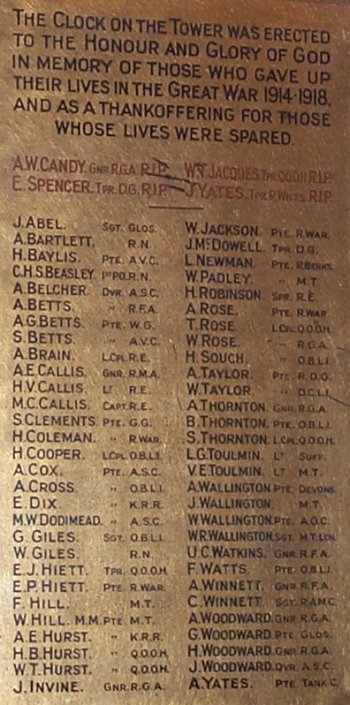 THE CLOCK ON THE TOWER WAS ERECTED
TO THE HONOUR AND GLORY OF GOD
IN MEMORY OF THOSE WHO GAVE UP
THEIR LIVES IN THE GREAT WAR 1914-1918,
AND AS A THANKOFFERING FOR THOSE
WHOSE LIVES WERE SPARED.
A.W. CANDY. GNR R.G.A. R.I.P.
E. SPENCER. TPR. D.G. R.I.P.
W.T. JACQUES. TPR. Q.O.O.H. R.I.P.
J. YATES. TPR. R. WILTS. R.I.P.
J. ABEL. SGT. GLOS.
A. BARTLETT. R.N.
H. BAYLIS. PTE. A.V.C.
C.H.S. BEASLEY. 1ST P.O. R.N.
A. BELCHER. DVR. A.S.C.
A. BETTS. " R.F.A.
A.G. BETTS. PTE. W.G.
S. BETTS. " A.V.C.
A. BRAIN. L.CPL. R.E.
A.E. CALLIS. GNR. R.M.A.
H.V. CALLIS. LT. R.E.
M.C. CALLIS. CAPT. R.E.
S. CLEMENTS. PTE. G.G.
H. COLEMAN. " R.WAR.
H. COOPER. L.CPL. O.B.L.I.
A. COX. PTE. A.S.C.
A. CROSS. " O.B.L.I.
E. DIX. " K.R.R.
M.W. DODIMEAD. " A.S.C.
G. GILES. SGT. O.B.L.I.
W. GILES. R.N.
E.J. HIETT. TPR. Q.O.O.H.
E.P. HIETT. PTE. R.WAR.
F. HILL. " M.T.
W. HILL. M.M. PTE. M.T.
A.E. HURST. " K.R.R.
H.B. HURST. " Q.O.O.H.
W.T. HURST. " Q.O.O.H.
J. INVINE. GNR. R.G.A.
W. JACKSON. PTE. R.WAR.
J. McDOWELL. TPR. D.G.
L. NEWMAN. PTE. R.BERKS.
W. PADLEY. " M.T.
H. ROBINSON. SPR. R.E.
A. ROSE. PTE. R.WAR.
T. ROSE. L.CPL. Q.O.O.H.
W. ROSE. " R.G.A.
H. SOUCH. " O.B.L.I.
A. TAYLOR. PTE. R.D.G.
W. TAYLOR. " D.C.L.I.
A. THORNTON. GNR. R.G.A.
B. THORNTON. PTE. O.B.L.I.
S. THORNTON. L.CPL. Q.O.O.H.
L.G. TOULMIN. LT. SUFF.
V.E. TOULMIN. LT. M.T.
A. WALLINGTON. PTE. DEVONS.
J. WALLINGTON. " M.T.
W. WALLINGTON. PTE. A.O.C.
W.R. WALLINGTON. SGT. M.T. LDN.
U.C. WATKINS. GNR. R.F.A.
F. WATTS. PTE. O.B.L.I.
A. WINNETT. GNR. R.F.A.
C. WINNETT. SGT. R.A.M.C.
A. WOODWARD. GNR. R.G.A.
G. WOODWARD. PTE. GLOS.
H. WOODWARD. GNR. R.G.A.
J. WOODWARD. DVR. A.S.C.
A. YATES. PTE. TANK C.